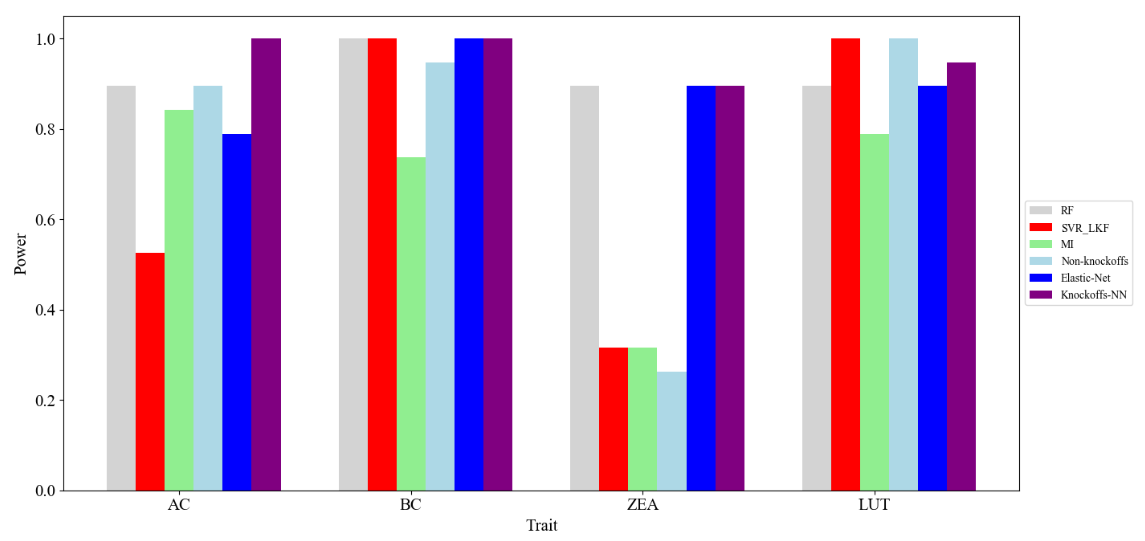 1.0
0.8
0.6
0.4
0.2
0.0
Power
AC BC ZEA LUT
Trait
RF
SVR_LKF
MI
Non-knockoffs
Elastic-Net
Knockoffs-NN